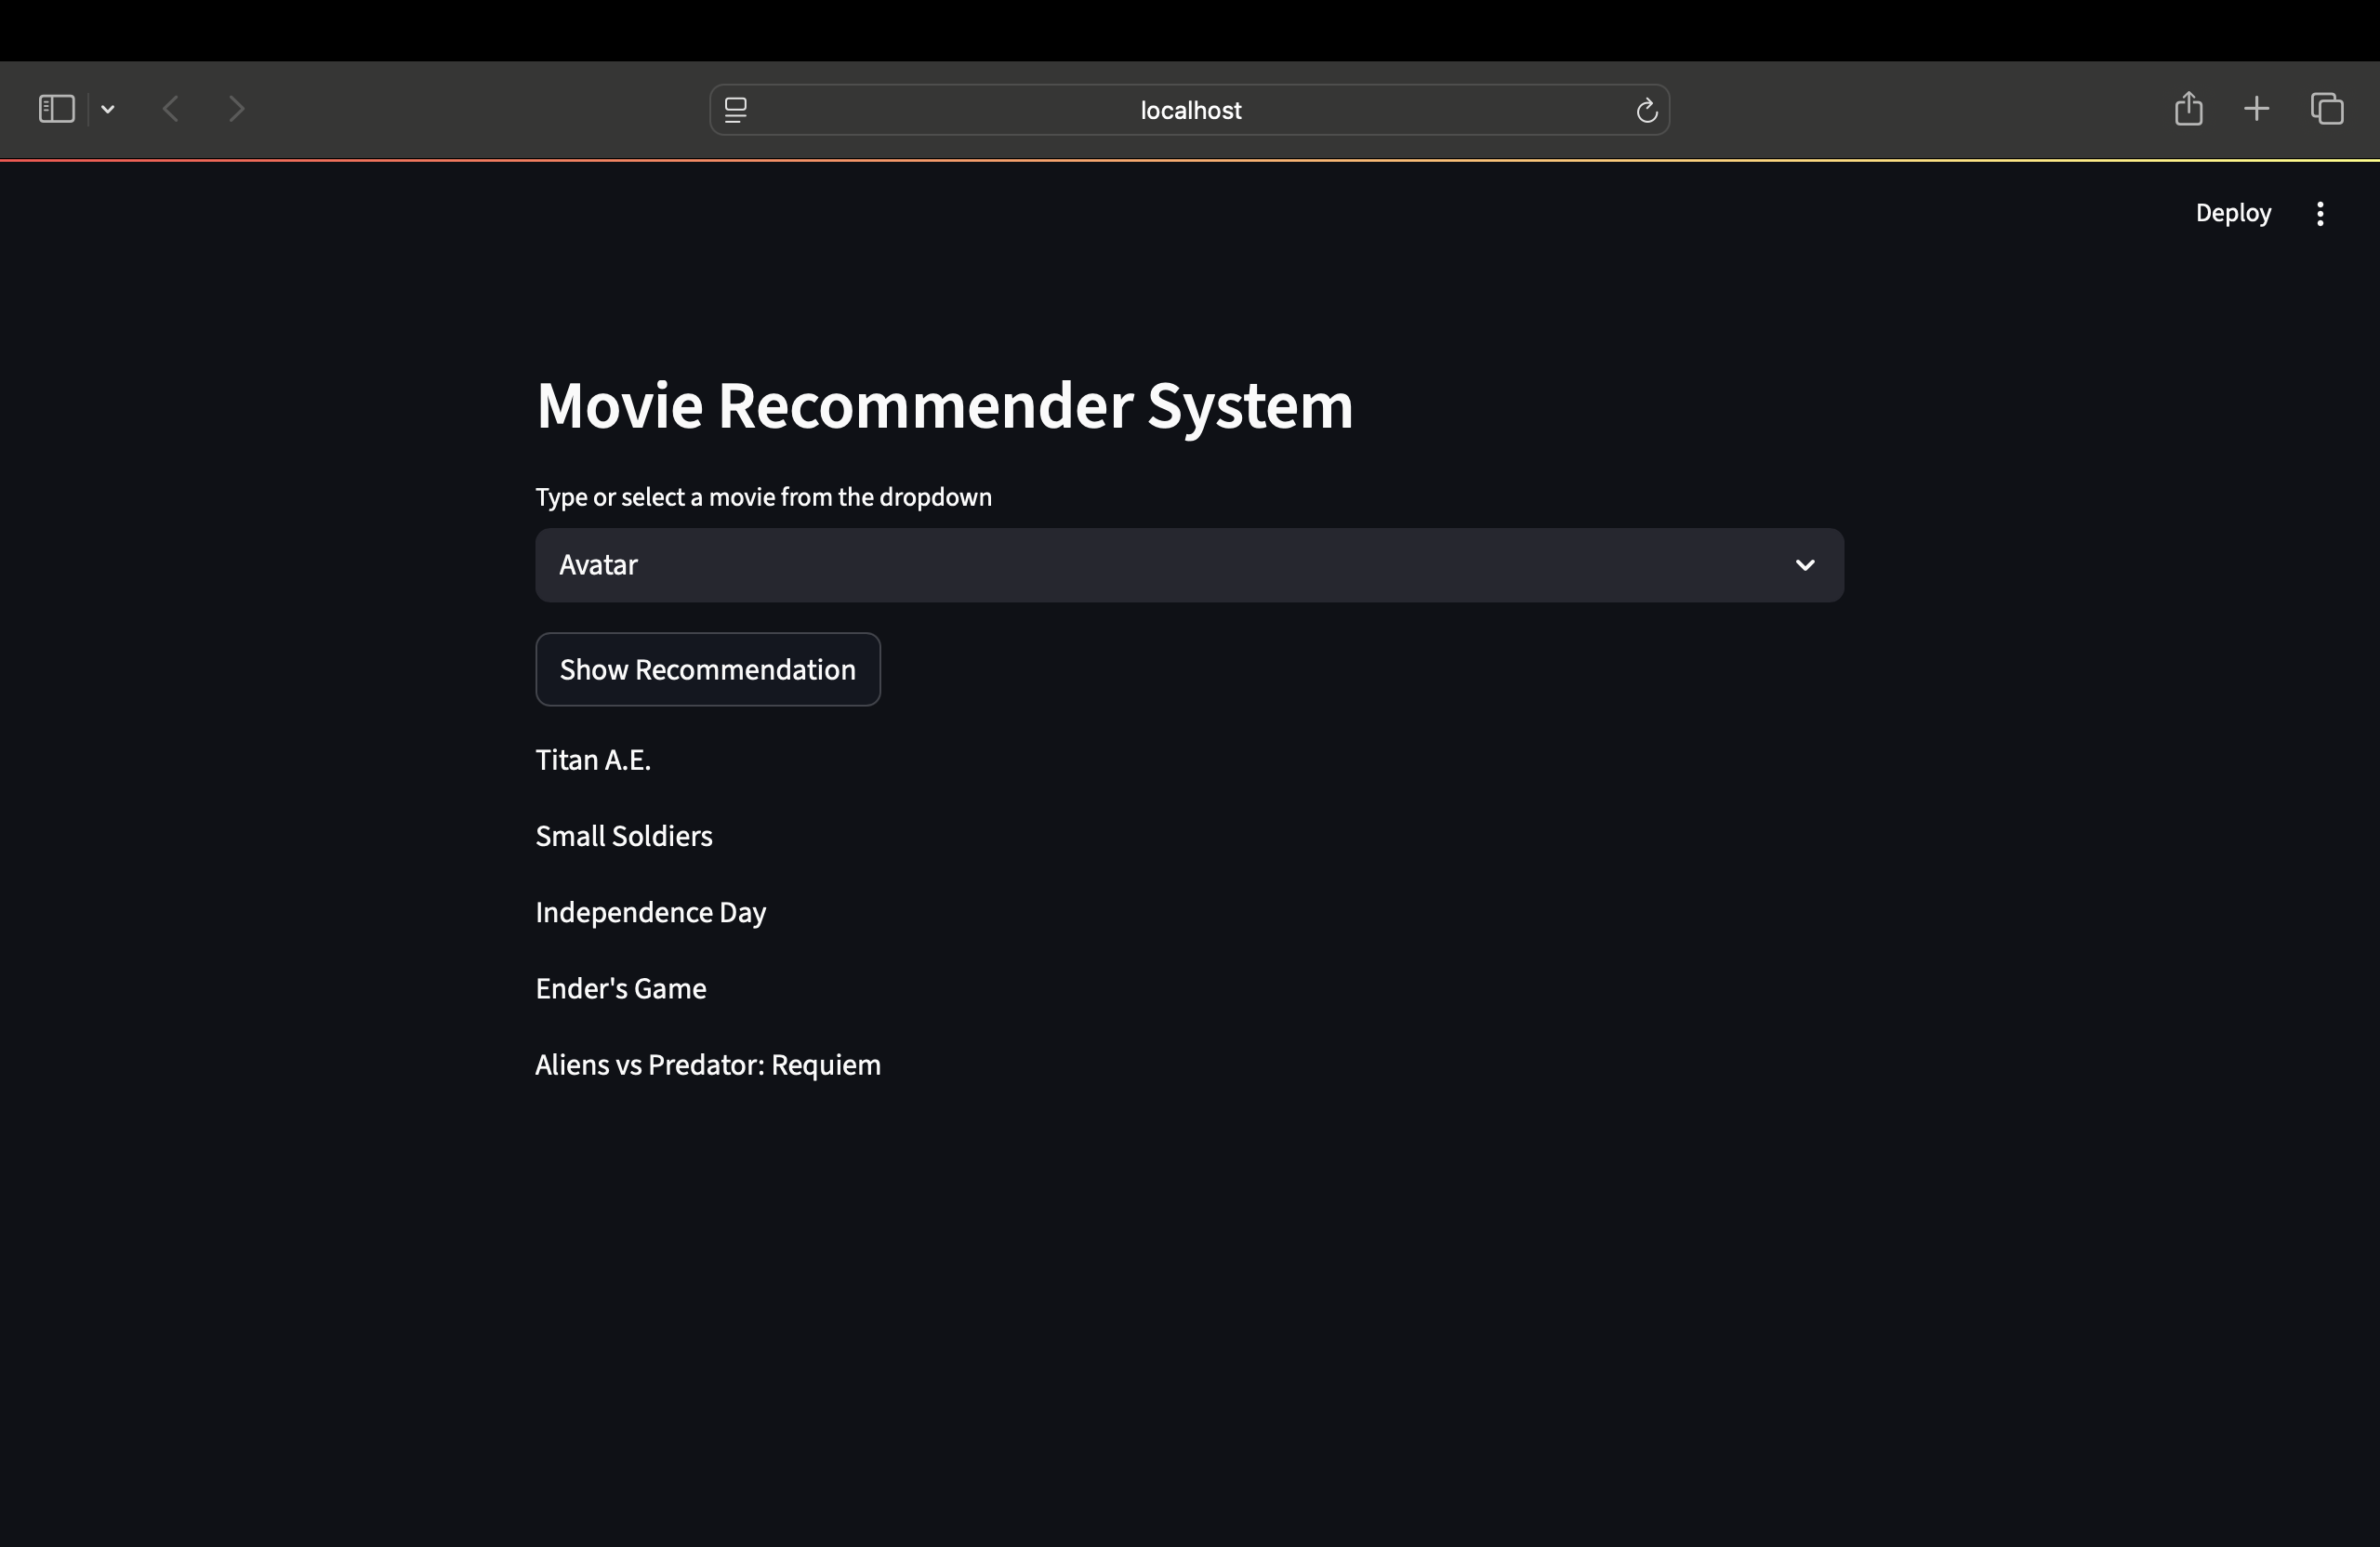 localhost
Deploy
Movie Recommender System
Type or select a movie from the dropdown
Avatar
Show Recommendation
Titan A.E.
Small Soldiers
Independence Day
Ender's Game
Aliens vs Predator: Requiem